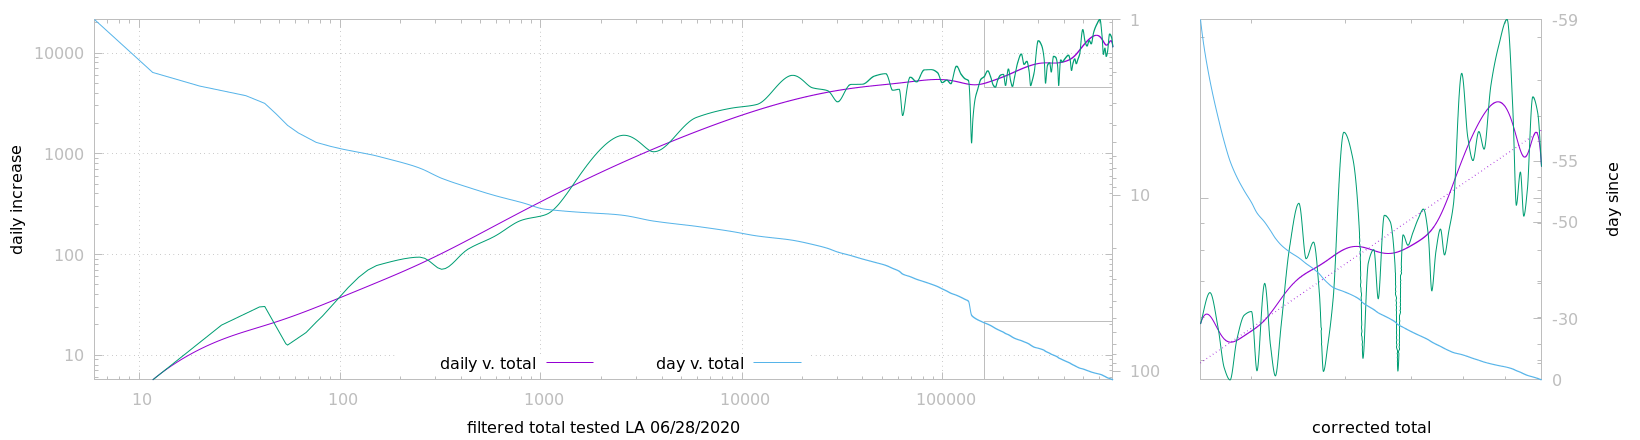 1
-59
10000
-55
daily increase
1000
day since
10
-50
100
-30
10
daily v. total
day v. total
100
0
10
100
1000
10000
100000
filtered total tested LA 06/28/2020
corrected total